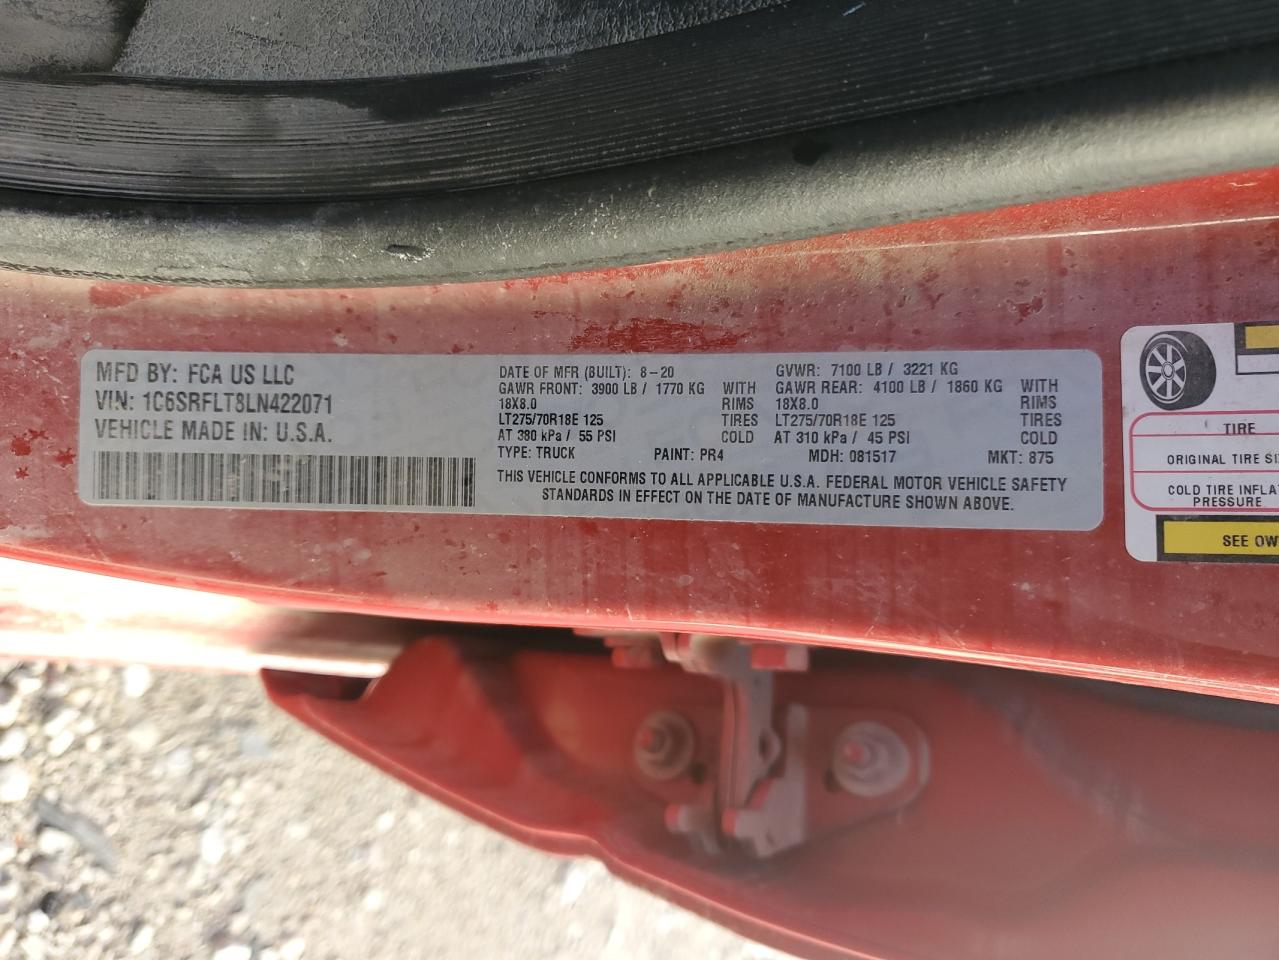 MFD BY: FCA US LLC
VIN: 1C6SRFLT8LN422071
VEHICLE MADE IN: U.S.A.
DATE OF MFR (BUILT): 8-20
GAWR FRONT: 3900 LB / 1770 KG WITH
18X8.0 RIMS
LT275/70R18E 125 TIRES
AT 380 kPa / 55 PSI COLD
GVWR: 7100 LB / 3221 KG
GAWR REAR: 4100 LB / 1860 KG WITH
18X8.0 RIMS
LT275/70R18E 125 TIRES
AT 310 kPa / 45 PSI COLD
TYPE: TRUCK PAINT: PR4 MDH: 081517 MKT: 875
THIS VEHICLE CONFORMS TO ALL APPLICABLE U.S.A. FEDERAL MOTOR VEHICLE SAFETY
STANDARDS IN EFFECT ON THE DATE OF MANUFACTURE SHOWN ABOVE.
TIRE
ORIGINAL TIRE SI
COLD TIRE INFLA
PRESSURE
SEE OW